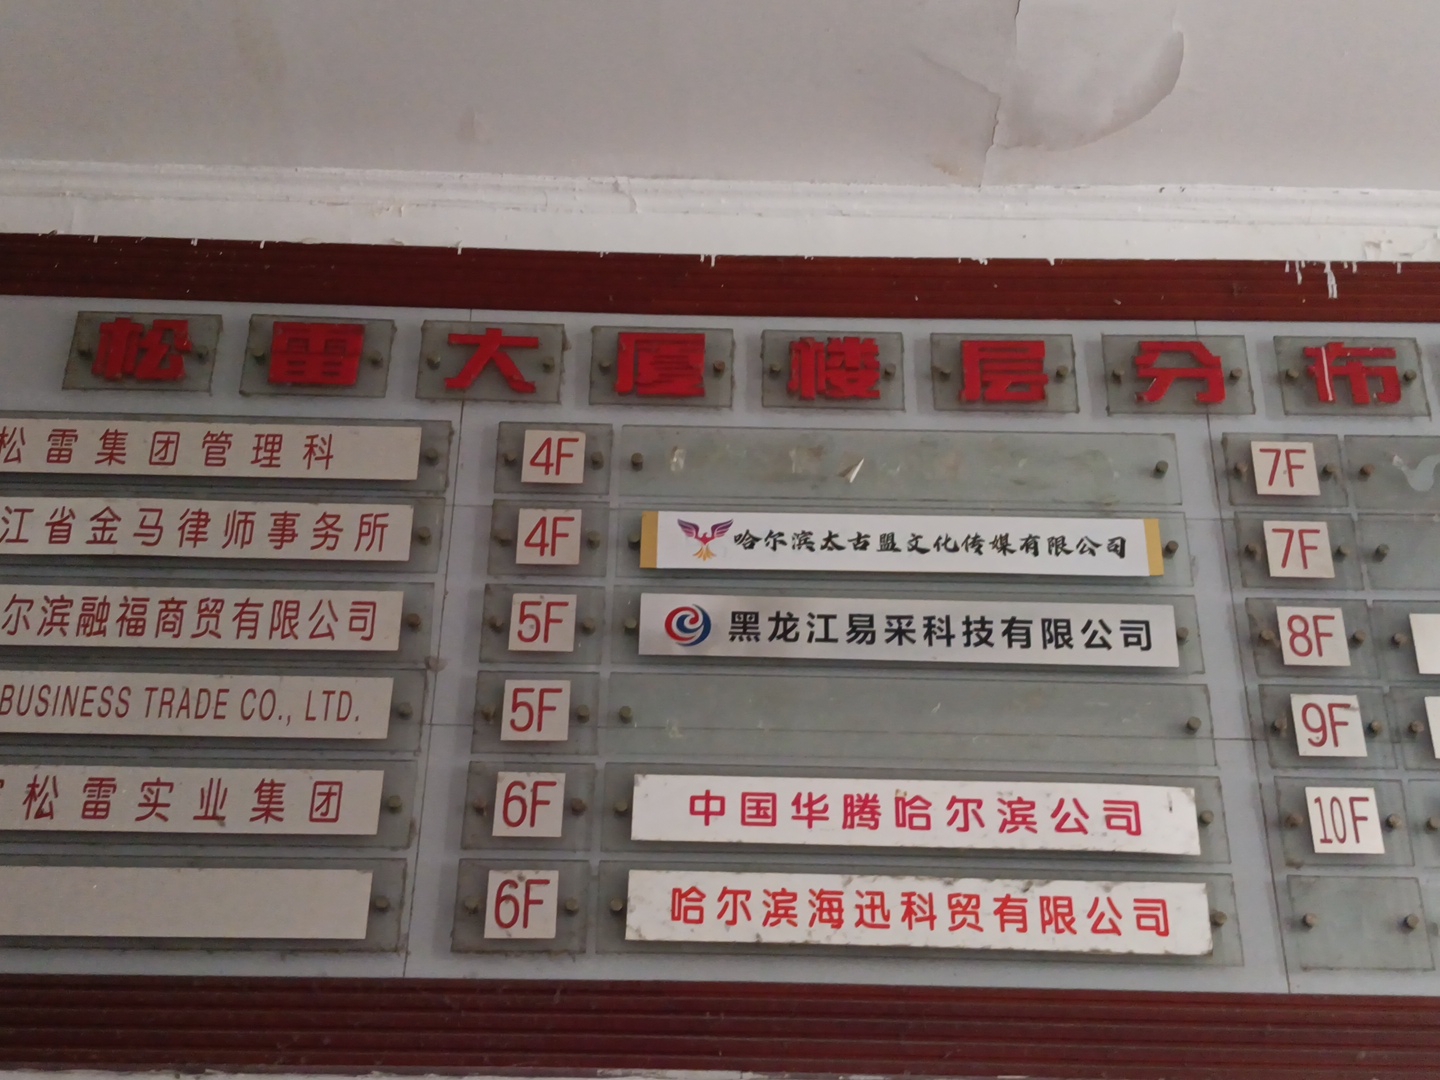 松雷大厦楼层分布
松雷集团管理科
江省金马律师事务所
尔滨融福商贸有限公司
BUSINESS TRADE CO., LTD.
松雷实业集团
4F
4F 哈尔滨太古盟文化传媒有限公司
5F 黑龙江易采科技有限公司
5F
6F 中国华腾哈尔滨公司
6F 哈尔滨海迅科贸有限公司
7F
7F
8F
9F
10F